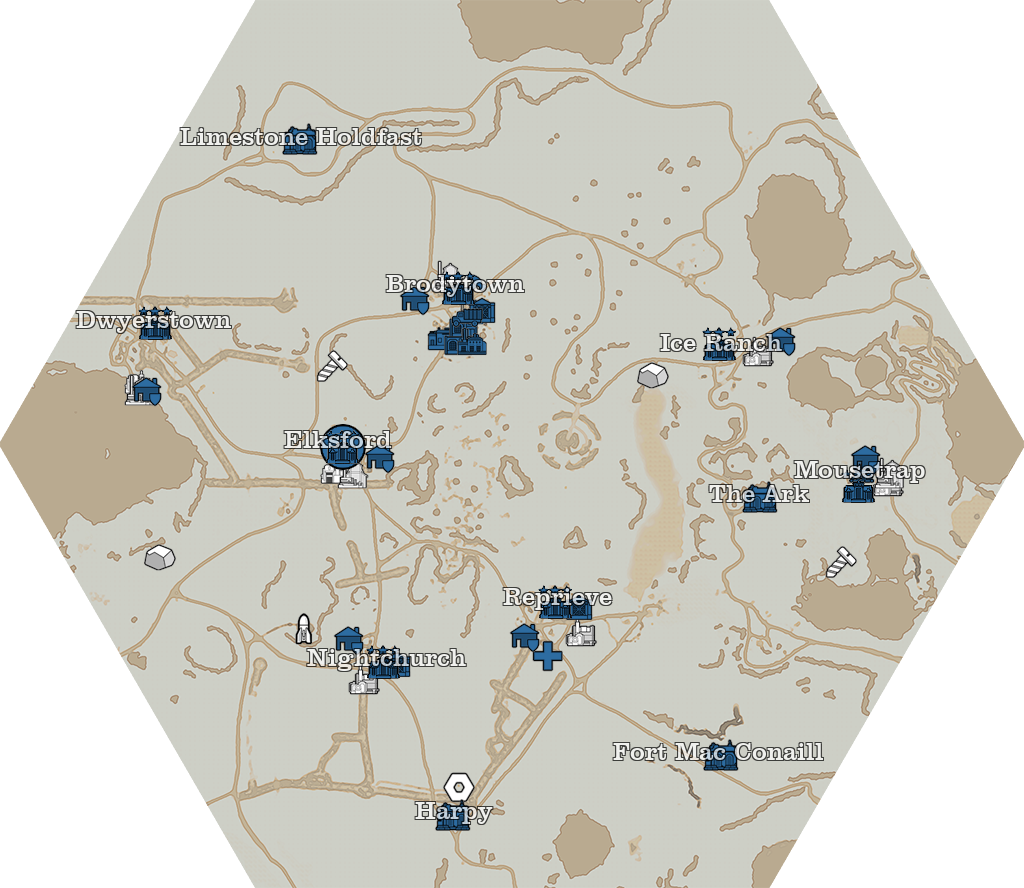 Limestone Holdfast
Brodytown
Dwyerstown
Ice Ranch
Elksford
Mousetrap
The Ark
Reprieve
Nightchurch
Fort Mac Conaill
Harpy